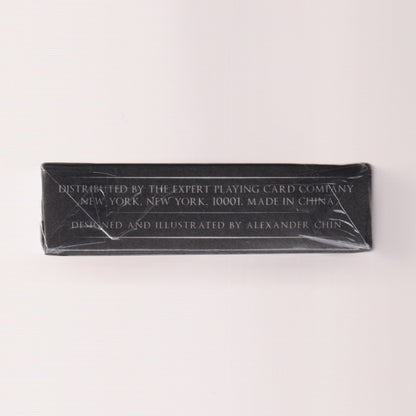 DISTRIBUTED BY THE EXPERT PLAYING CARD COMPANY
NEW YORK, NEW YORK, 10001. MADE IN CHINA
DESIGNED AND ILLUSTRATED BY ALEXANDER CHIN